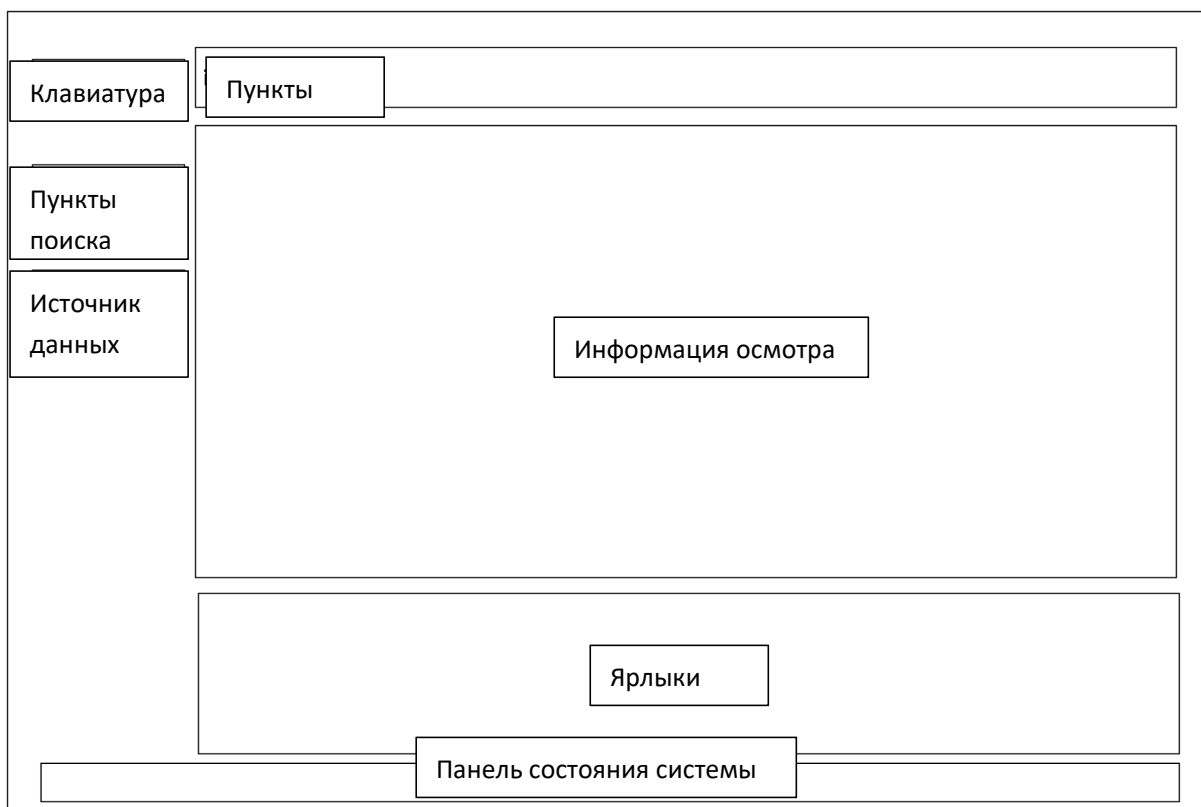 Клавиатура
Пункты
Пункты
поиска
Источник
данных
Информация осмотра
Ярлыки
Панель состояния системы